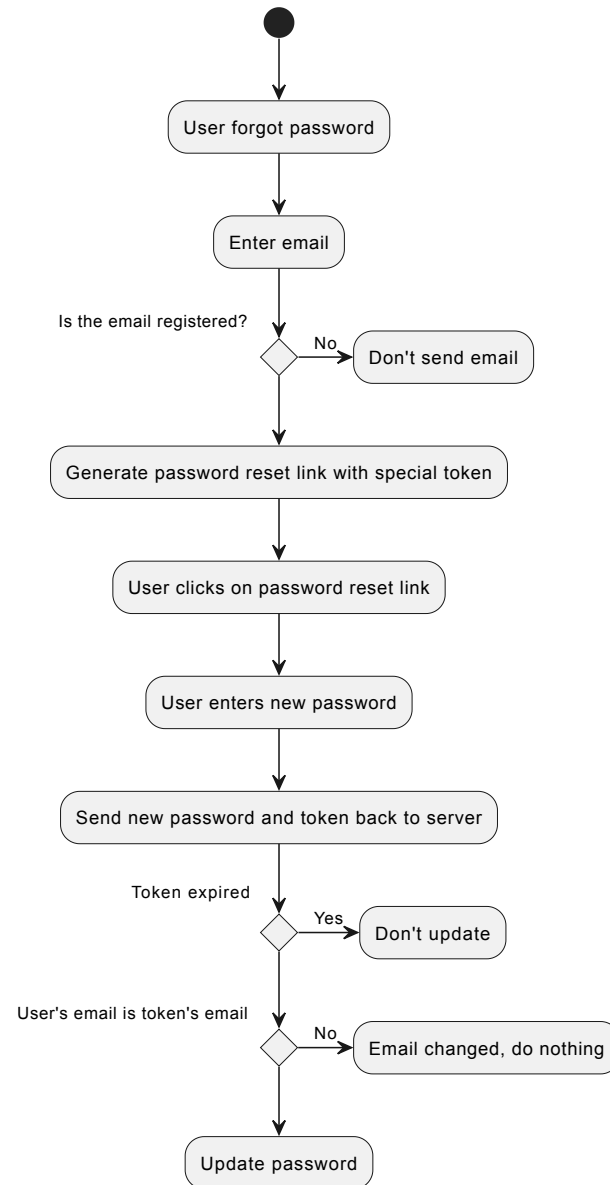 User forgot password
Enter email
Is the email registered?
No
Don't send email
Generate password reset link with special token
User clicks on password reset link
User enters new password
Send new password and token back to server
Token expired
Yes
Don't update
User's email is token's email
No
Email changed, do nothing
Update password